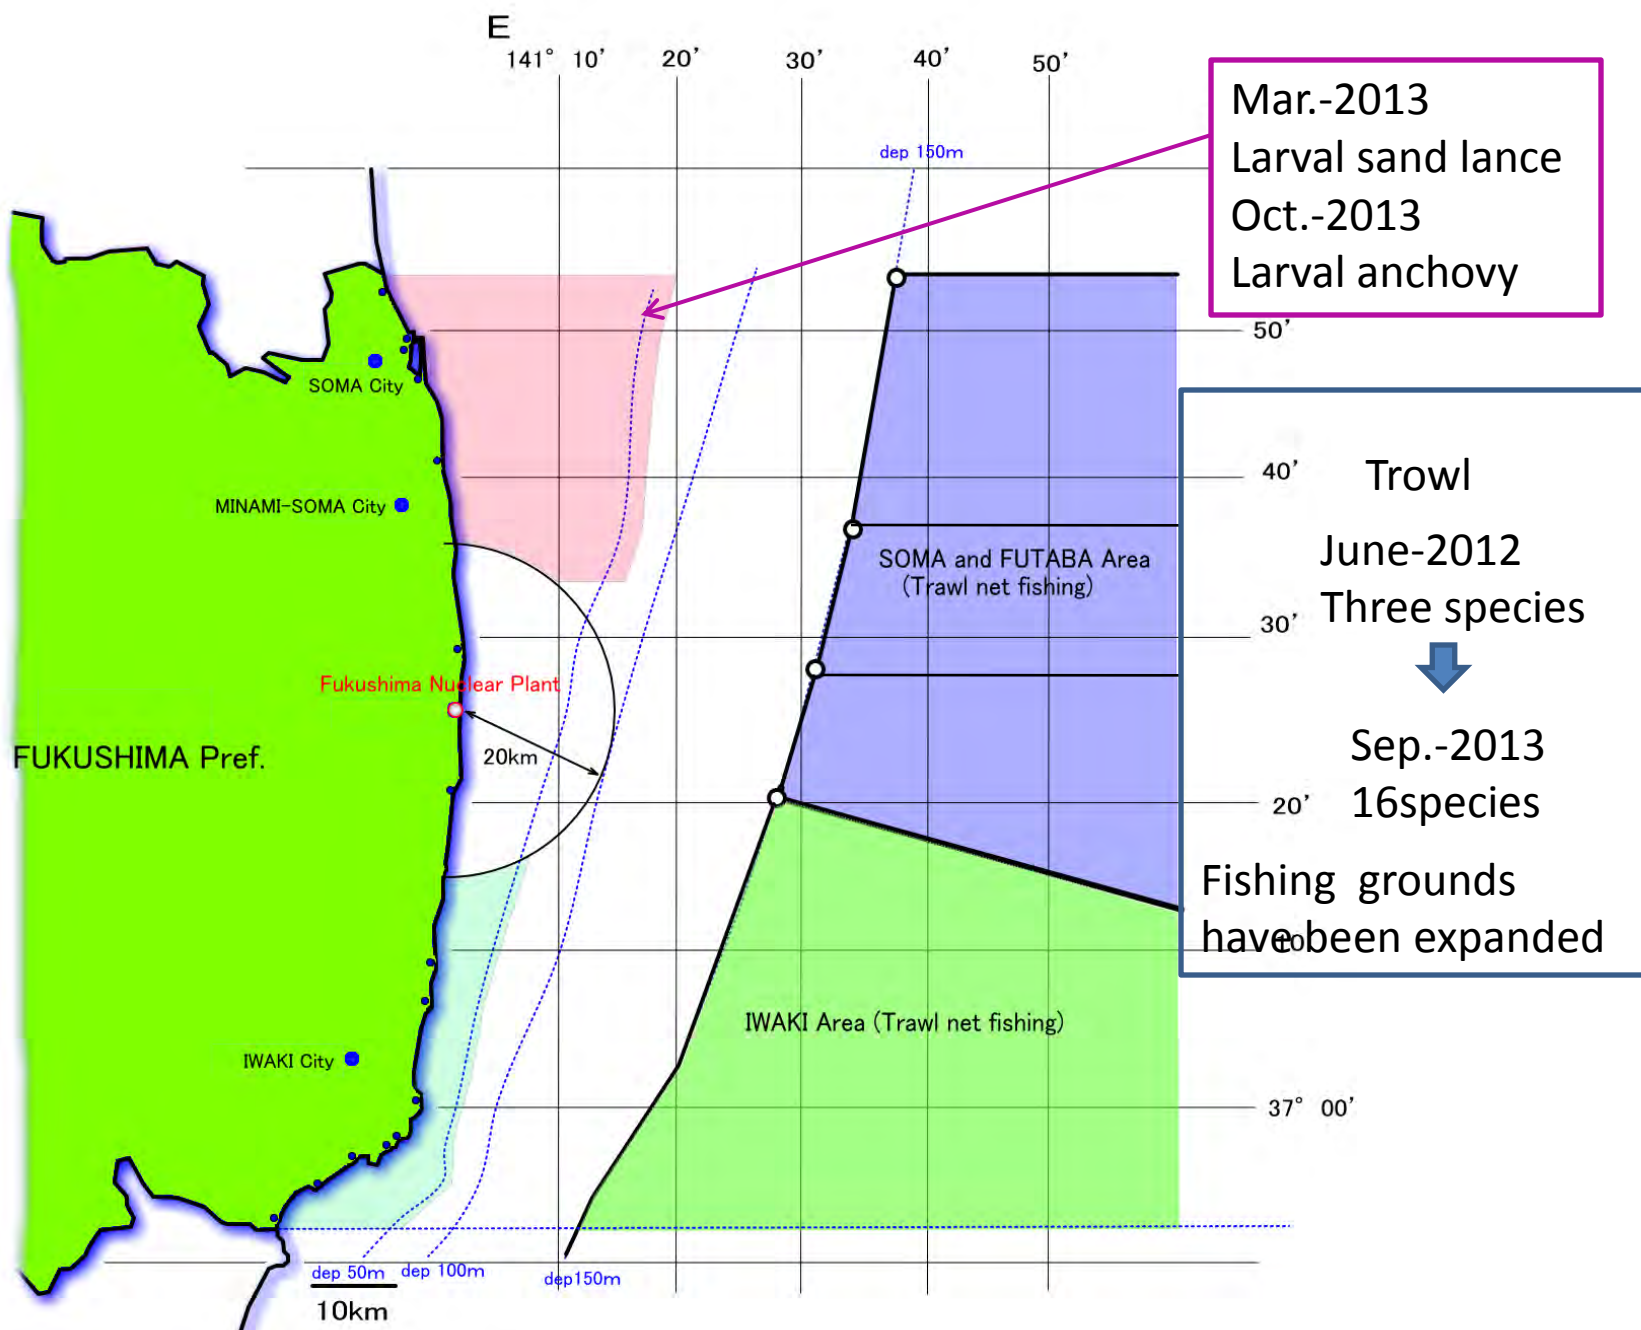 E
141° 10’ 20’ 30’ 40’ 50’
Mar.-2013
Larval sand lance
Oct.-2013
Larval anchovy
dep 150m
50’
SOMA City
40’
MINAMI-SOMA City
Trowl
June-2012
Three species
SOMA and FUTABA Area
(Trawl net fishing)
30’
Fukushima Nuclear Plant
20km
FUKUSHIMA Pref.
Sep.-2013
16species
20’
Fishing grounds
have been expanded
10’
IWAKI Area (Trawl net fishing)
IWAKI City
37° 00’
dep 50m
dep 100m
dep150m
10km